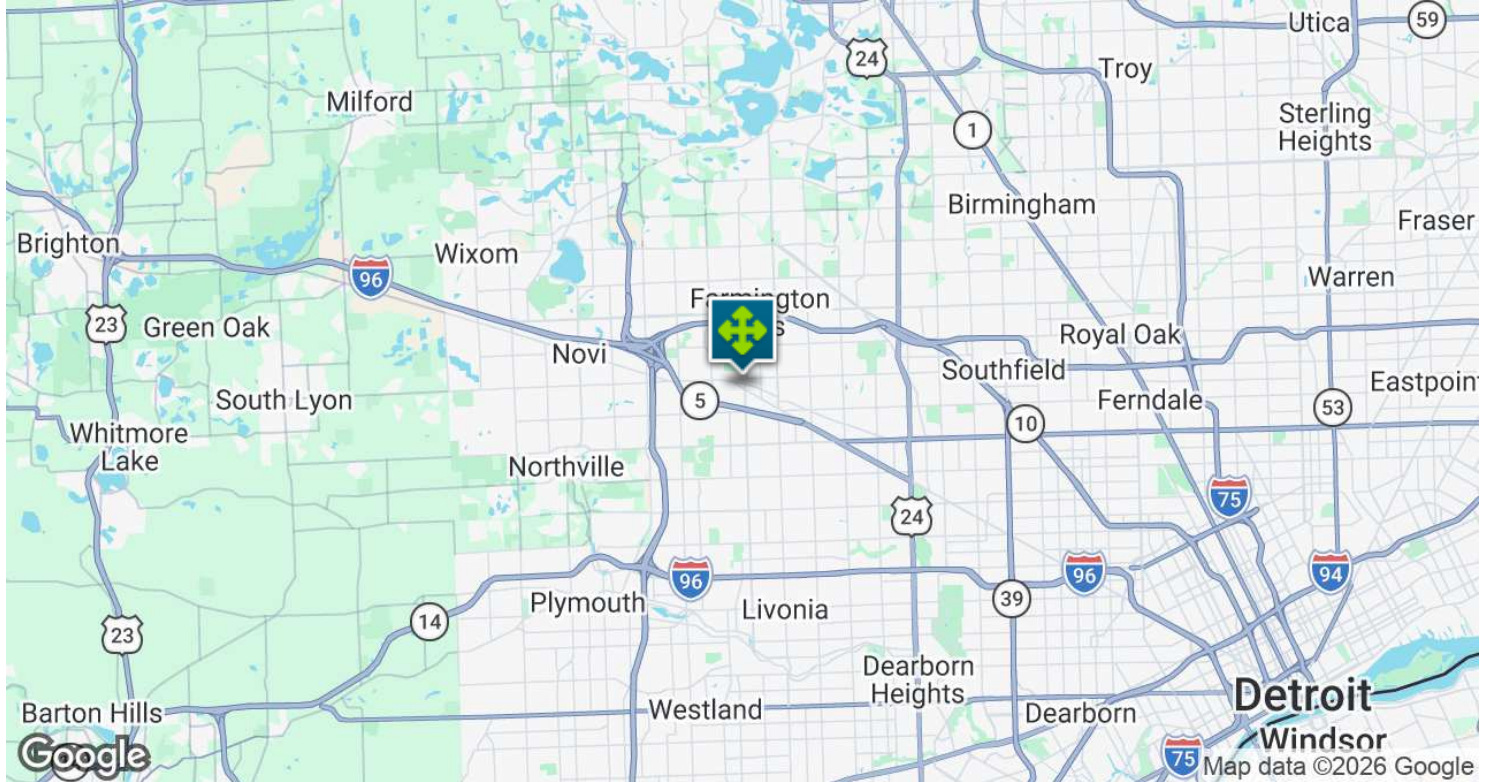 Utica
59
24
Troy
Milford
Sterling
Heights
1
Birmingham
Fraser
Brighton
Wixom
96
Warren
Farmington
23
Green Oak
Novi
Royal Oak
Southfield
Eastpoin
South Lyon
5
Ferndale
53
10
Whitmore
Lake
Northville
75
24
96
96
94
Plymouth
Livonia
39
14
23
Dearborn
Heights
Detroit
Barton Hills
Westland
Dearborn
Windsor
75
Google
Map data ©2026 Google